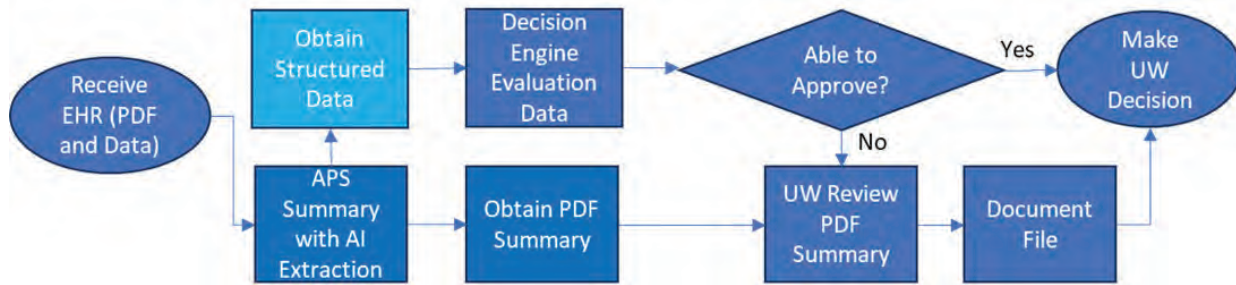 Receive
EHR (PDF
and Data)
Obtain
Structured
Data
Decision
Engine
Evaluation
Data
Able to
Approve?
Yes
Make
UW
Decision
No
APS
Summary
with AI
Extraction
Obtain PDF
Summary
UW Review
PDF
Summary
Document
File